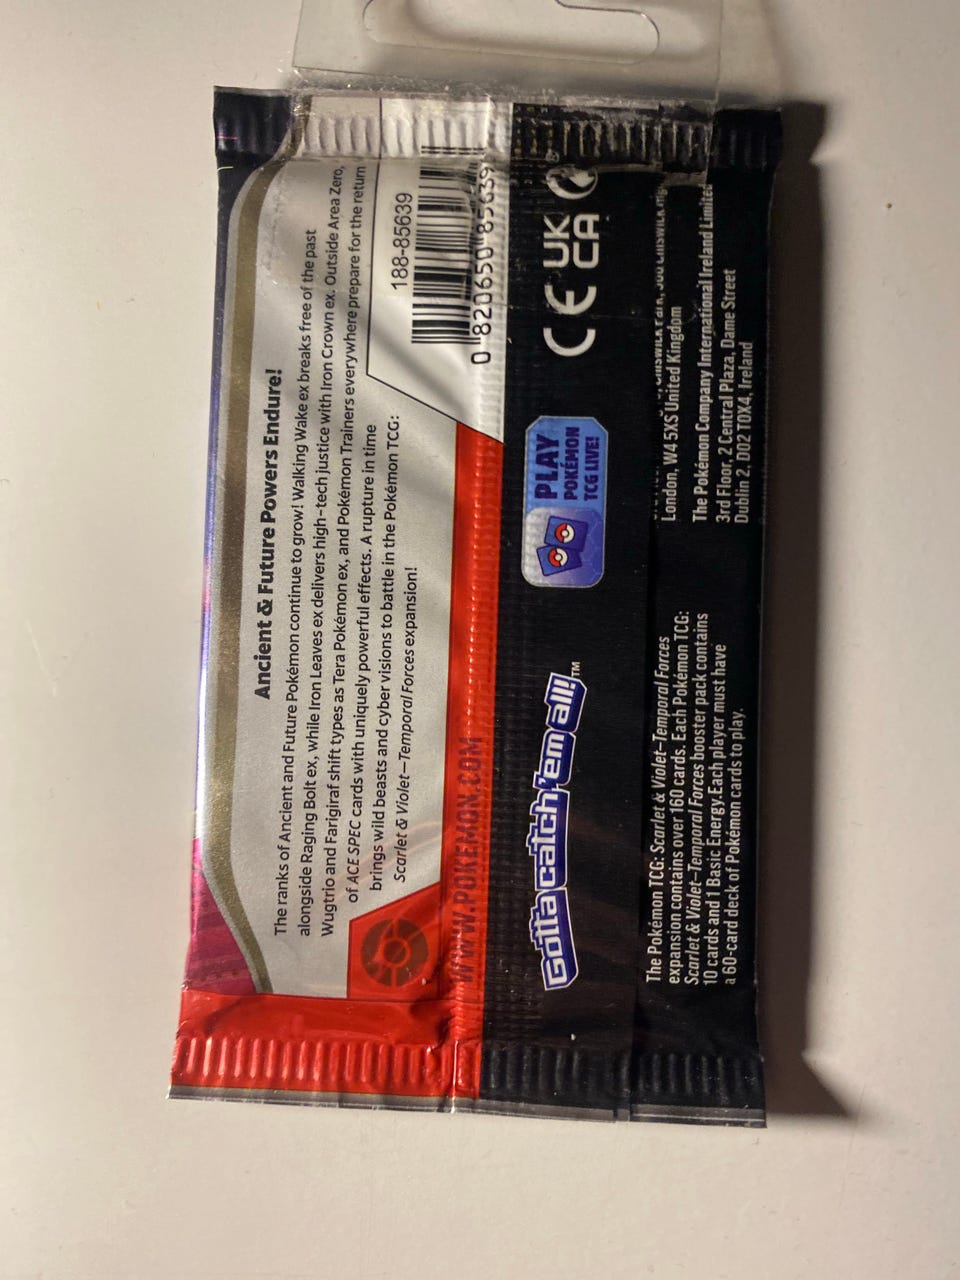 Ancient & Future Powers Endure!
The ranks of Ancient and Future Pokémon continue to grow! Walking Wake ex breaks free of the past
alongside Raging Bolt ex, while Iron Leaves ex delivers high-tech justice with Iron Crown ex. Outside Area Zero,
Wugtrio and Farigiraf shift types as Tera Pokémon ex, and Pokémon Trainers everywhere prepare for the return
of ACE SPEC cards with uniquely powerful effects. A rupture in time
brings wild beasts and cyber visions to battle in the Pokémon TCG:
Scarlet & Violet—Temporal Forces expansion!
188-85639
0 820650 85639
WWW.POKEMON.COM
Gotta catch 'em all!™
PLAY
POKÉMON
TCG LIVE!
CE
UK
CA
The Pokémon TCG: Scarlet & Violet—Temporal Forces
expansion contains over 160 cards. Each Pokémon TCG:
Scarlet & Violet—Temporal Forces booster pack contains
10 cards and 1 Basic Energy.Each player must have
a 60-card deck of Pokémon cards to play.
London, W4 5XS United Kingdom
The Pokémon Company International Ireland Limited
3rd Floor, 2 Central Plaza, Dame Street
Dublin 2, D02 T0X4, Ireland